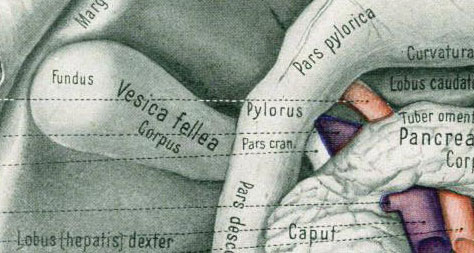 Marg
Pars pylorica
Curvatura
Fundus
Lobus caudat
Vesica fellea
Corpus
Pylorus
Tuber oment
Pars cran.
Pancrea
Corp
Pars desc
Caput
Lobus (hepatis) dexter